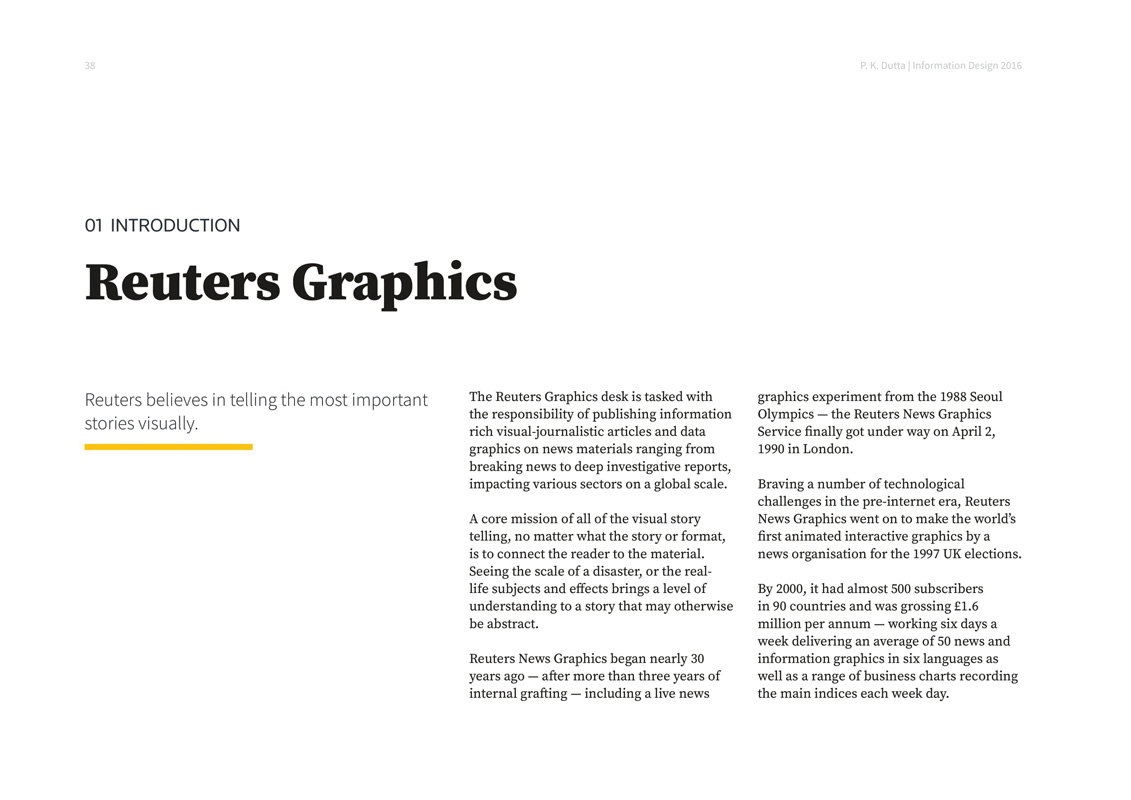 38
P. K. Dutta | Information Design 2016
01 INTRODUCTION
Reuters Graphics
Reuters believes in telling the most important
stories visually.
The Reuters Graphics desk is tasked with
the responsibility of publishing information
rich visual-journalistic articles and data
graphics on news materials ranging from
breaking news to deep investigative reports,
impacting various sectors on a global scale.
A core mission of all of the visual story
telling, no matter what the story or format,
is to connect the reader to the material.
Seeing the scale of a disaster, or the real-
life subjects and effects brings a level of
understanding to a story that may otherwise
be abstract.
Reuters News Graphics began nearly 30
years ago — after more than three years of
internal grafting — including a live news
graphics experiment from the 1988 Seoul
Olympics — the Reuters News Graphics
Service finally got under way on April 2,
1990 in London.
Braving a number of technological
challenges in the pre-internet era, Reuters
News Graphics went on to make the world’s
first animated interactive graphics by a
news organisation for the 1997 UK elections.
By 2000, it had almost 500 subscribers
in 90 countries and was grossing £1.6
million per annum — working six days a
week delivering an average of 50 news and
information graphics in six languages as
well as a range of business charts recording
the main indices each week day.